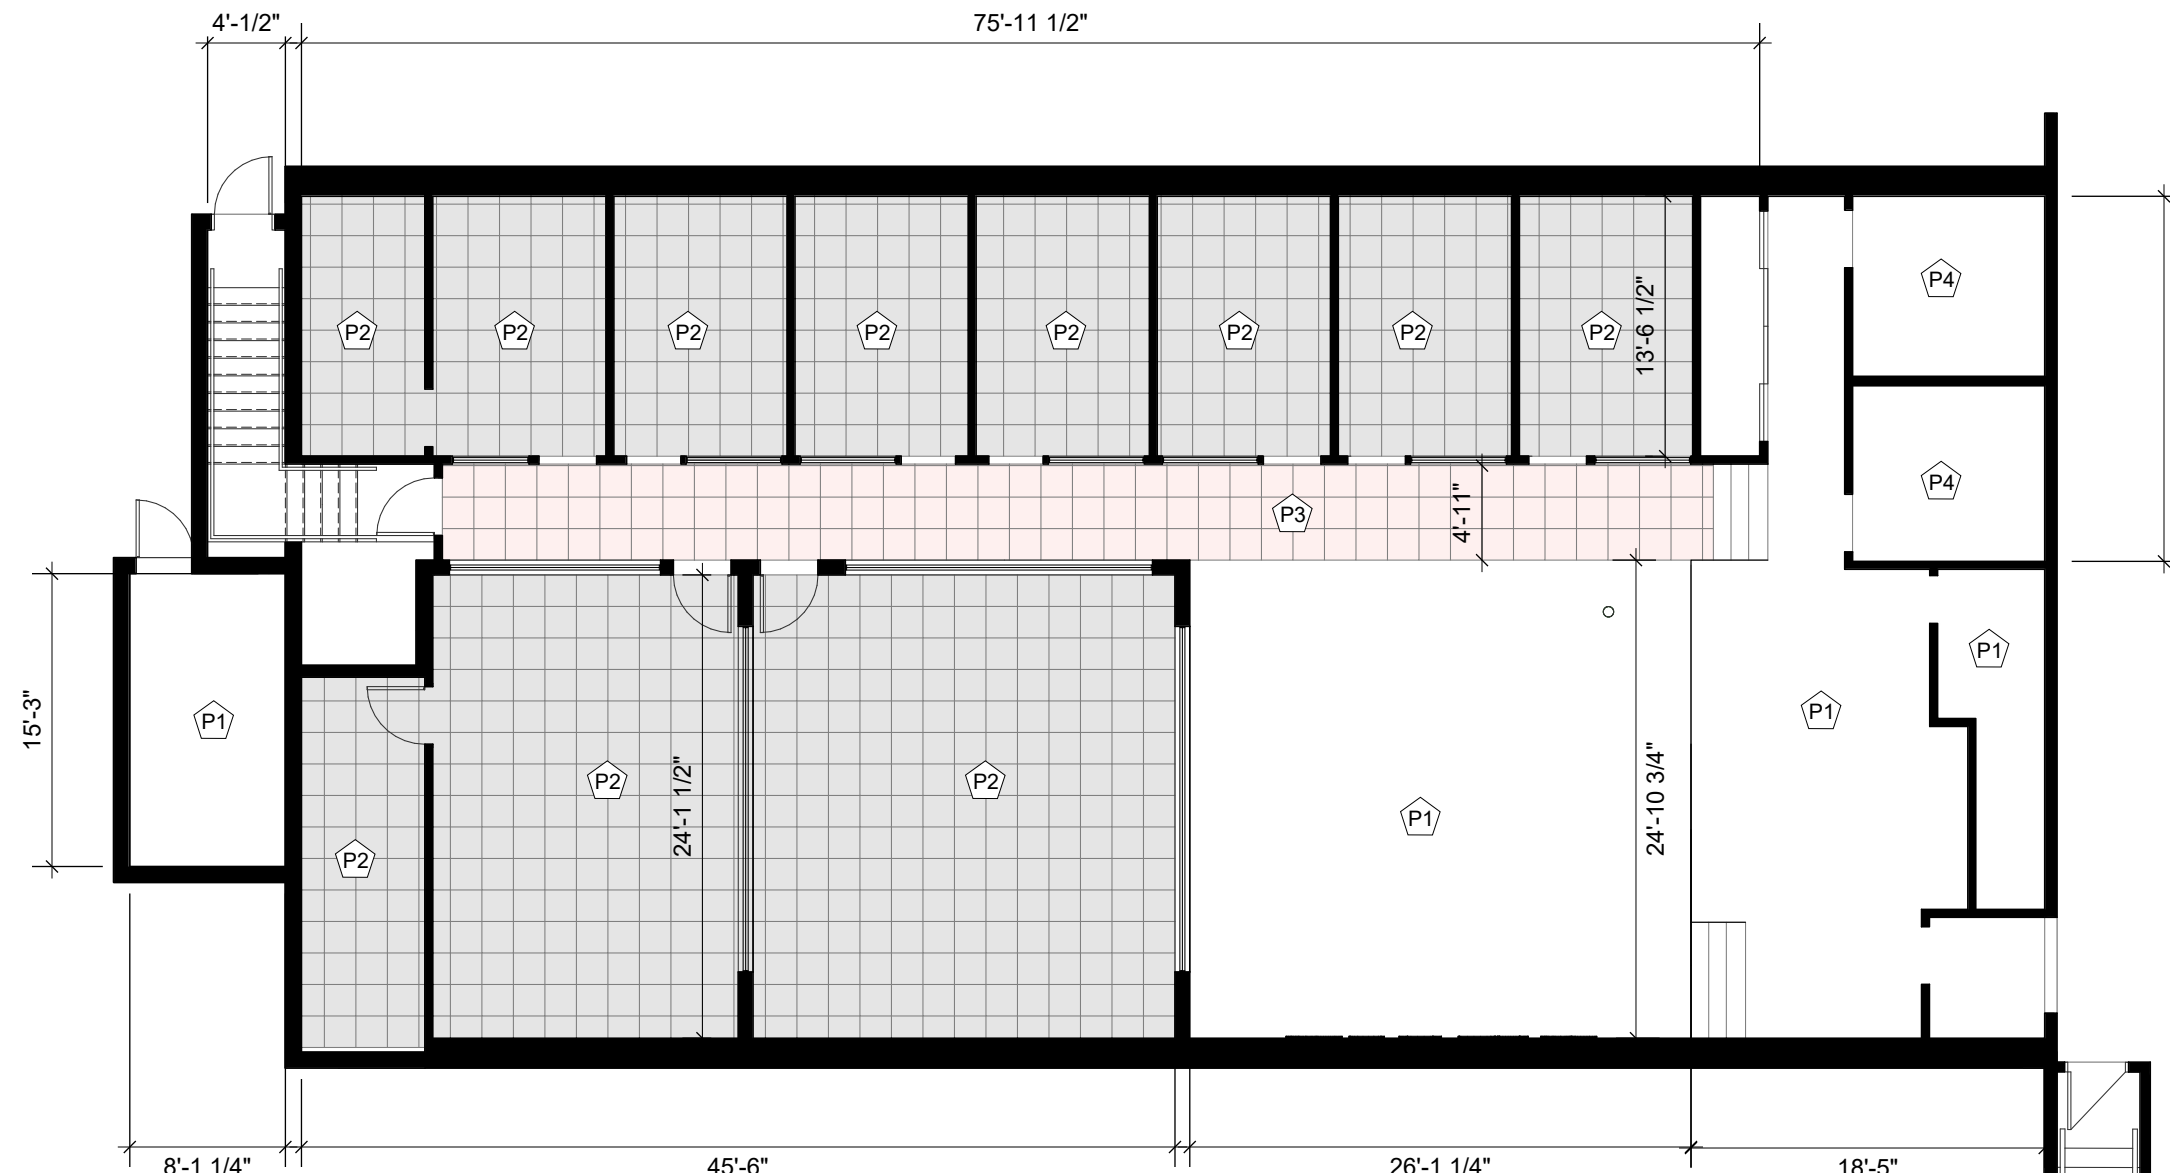 4'-1/2"
75'-11 1/2"
P4
P2
P2
P2
P2
P2
P2
P2
P2
13'-6 1/2"
P4
P3
4'-11"
P1
P1
P1
15'-3"
P2
24'-1 1/2"
P2
P1
24'-10 3/4"
P2
8'-1 1/4"
45'-6"
26'-1 1/4"
18'-5"